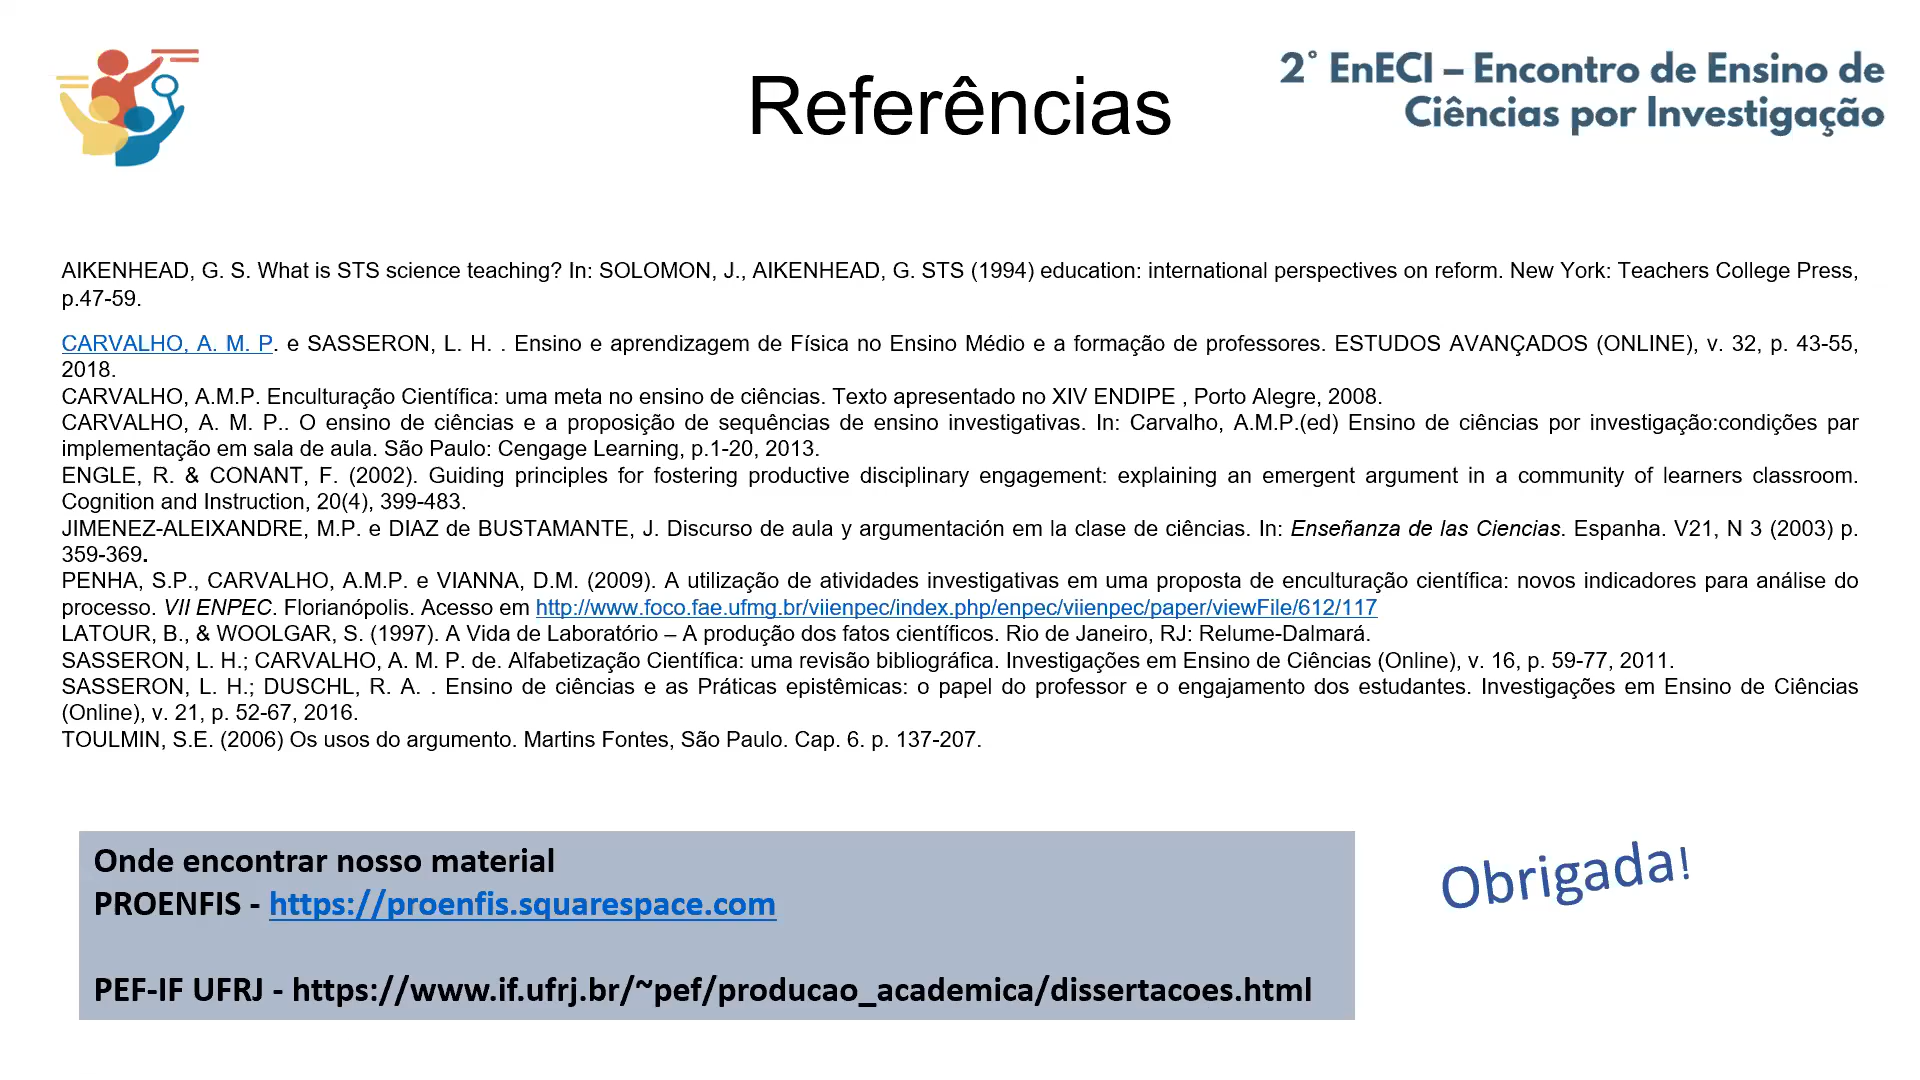 2° EnECI – Encontro de Ensino de
Ciências por Investigação
Referências
AIKENHEAD, G. S. What is STS science teaching? In: SOLOMON, J., AIKENHEAD, G. STS (1994) education: international perspectives on reform. New York: Teachers College Press,
p.47-59.
CARVALHO, A. M. P. e SASSERON, L. H. . Ensino e aprendizagem de Física no Ensino Médio e a formação de professores. ESTUDOS AVANÇADOS (ONLINE), v. 32, p. 43-55,
2018.
CARVALHO, A.M.P. Enculturação Científica: uma meta no ensino de ciências. Texto apresentado no XIV ENDIPE , Porto Alegre, 2008.
CARVALHO, A. M. P.. O ensino de ciências e a proposição de sequências de ensino investigativas. In: Carvalho, A.M.P.(ed) Ensino de ciências por investigação:condições par
implementação em sala de aula. São Paulo: Cengage Learning, p.1-20, 2013.
ENGLE, R. & CONANT, F. (2002). Guiding principles for fostering productive disciplinary engagement: explaining an emergent argument in a community of learners classroom.
Cognition and Instruction, 20(4), 399-483.
JIMENEZ-ALEIXANDRE, M.P. e DIAZ de BUSTAMANTE, J. Discurso de aula y argumentación em la clase de ciências. In: Enseñanza de las Ciencias. Espanha. V21, N 3 (2003) p.
359-369.
PENHA, S.P., CARVALHO, A.M.P. e VIANNA, D.M. (2009). A utilização de atividades investigativas em uma proposta de enculturação científica: novos indicadores para análise do
processo. VII ENPEC. Florianópolis. Acesso em http://www.foco.fae.ufmg.br/viienpec/index.php/enpec/viienpec/paper/viewFile/612/117
LATOUR, B., & WOOLGAR, S. (1997). A Vida de Laboratório – A produção dos fatos científicos. Rio de Janeiro, RJ: Relume-Dalmará.
SASSERON, L. H.; CARVALHO, A. M. P. de. Alfabetização Científica: uma revisão bibliográfica. Investigações em Ensino de Ciências (Online), v. 16, p. 59-77, 2011.
SASSERON, L. H.; DUSCHL, R. A. . Ensino de ciências e as Práticas epistêmicas: o papel do professor e o engajamento dos estudantes. Investigações em Ensino de Ciências
(Online), v. 21, p. 52-67, 2016.
TOULMIN, S.E. (2006) Os usos do argumento. Martins Fontes, São Paulo. Cap. 6. p. 137-207.
Onde encontrar nosso material
PROENFIS - https://proenfis.squarespace.com
PEF-IF UFRJ - https://www.if.ufrj.br/~pef/producao_academica/dissertacoes.html
Obrigada!